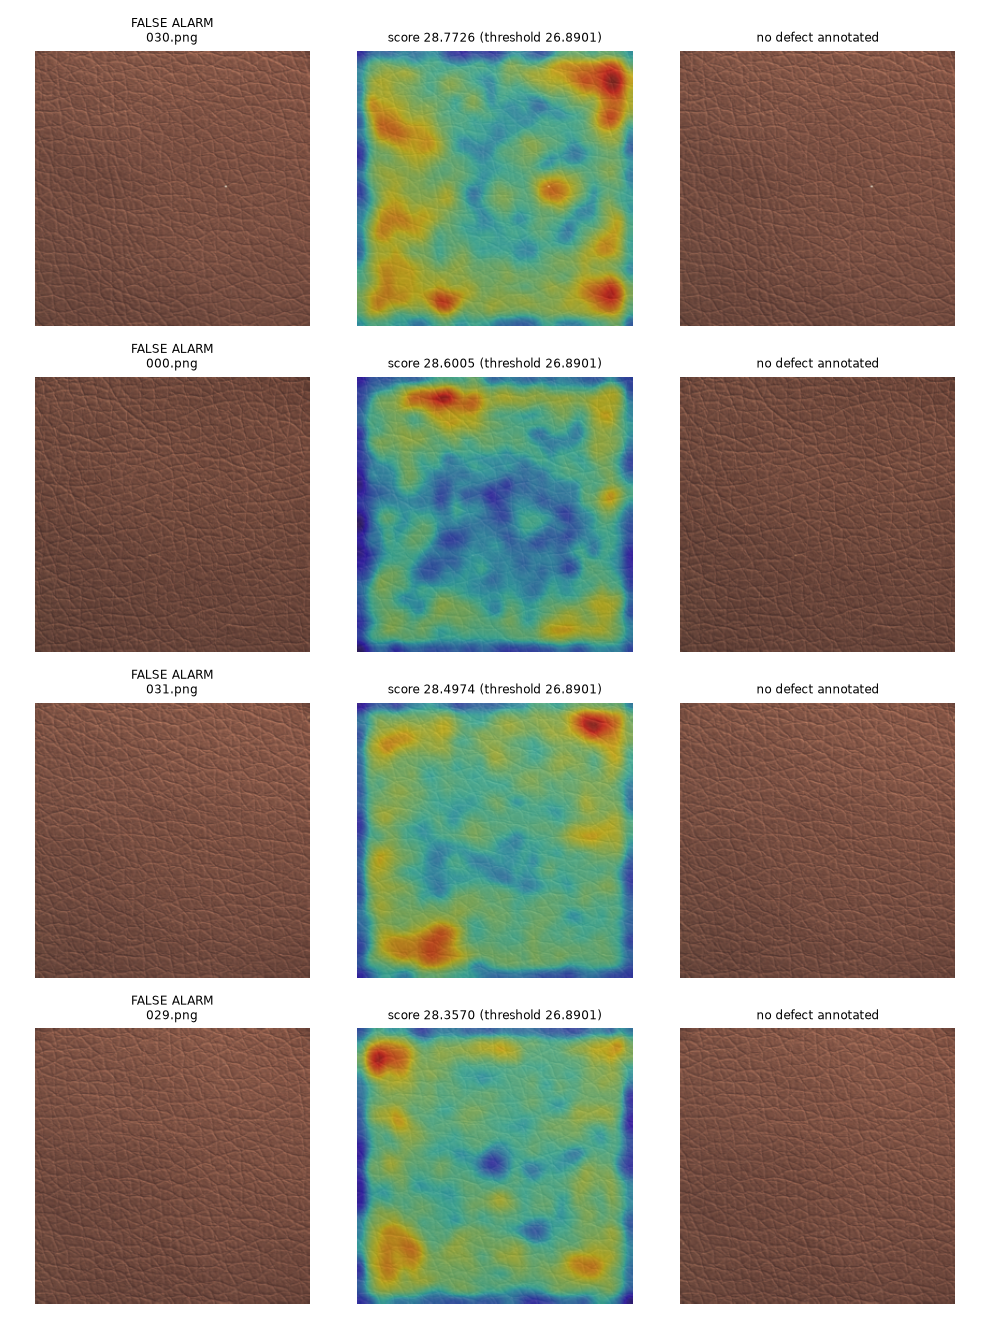 FALSE ALARM
030.png
score 28.7726 (threshold 26.8901)
no defect annotated
FALSE ALARM
000.png
score 28.6005 (threshold 26.8901)
no defect annotated
FALSE ALARM
031.png
score 28.4974 (threshold 26.8901)
no defect annotated
FALSE ALARM
029.png
score 28.3570 (threshold 26.8901)
no defect annotated